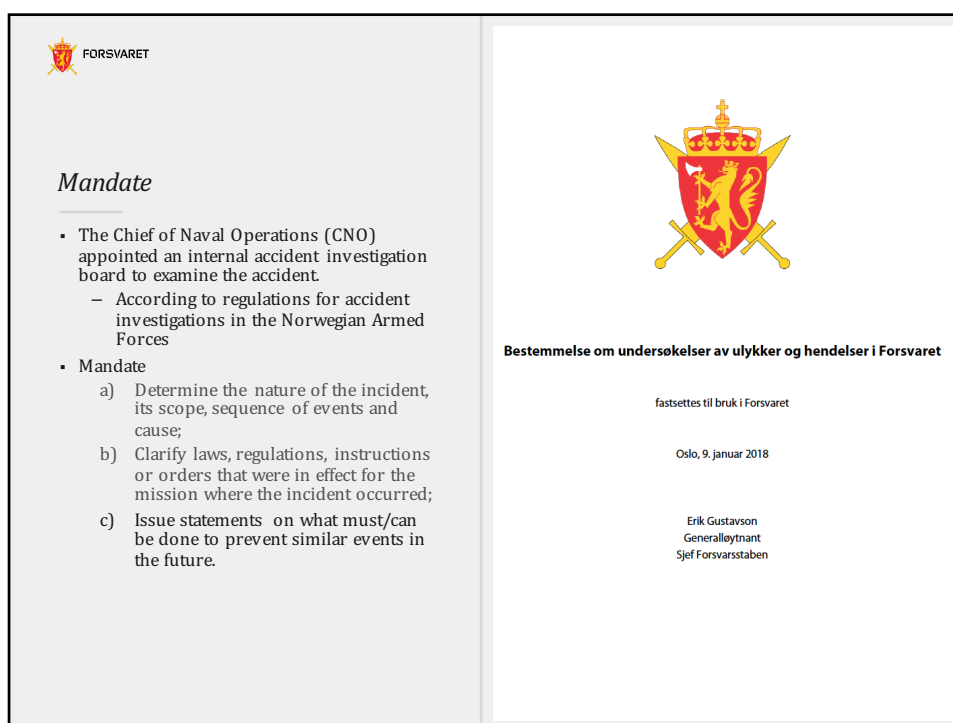 FORSVARET
Mandate
▪ The Chief of Naval Operations (CNO)
appointed an internal accident investigation
board to examine the accident.
– According to regulations for accident
investigations in the Norwegian Armed
Forces
▪ Mandate
a) Determine the nature of the incident,
its scope, sequence of events and
cause;
b) Clarify laws, regulations, instructions
or orders that were in effect for the
mission where the incident occurred;
c) Issue statements on what must/can
be done to prevent similar events in
the future.
Bestemmelse om undersøkelser av ulykker og hendelser i Forsvaret
fastsettes til bruk i Forsvaret
Oslo, 9. januar 2018
Erik Gustavson
Generalløytnant
Sjef Forsvarsstaben